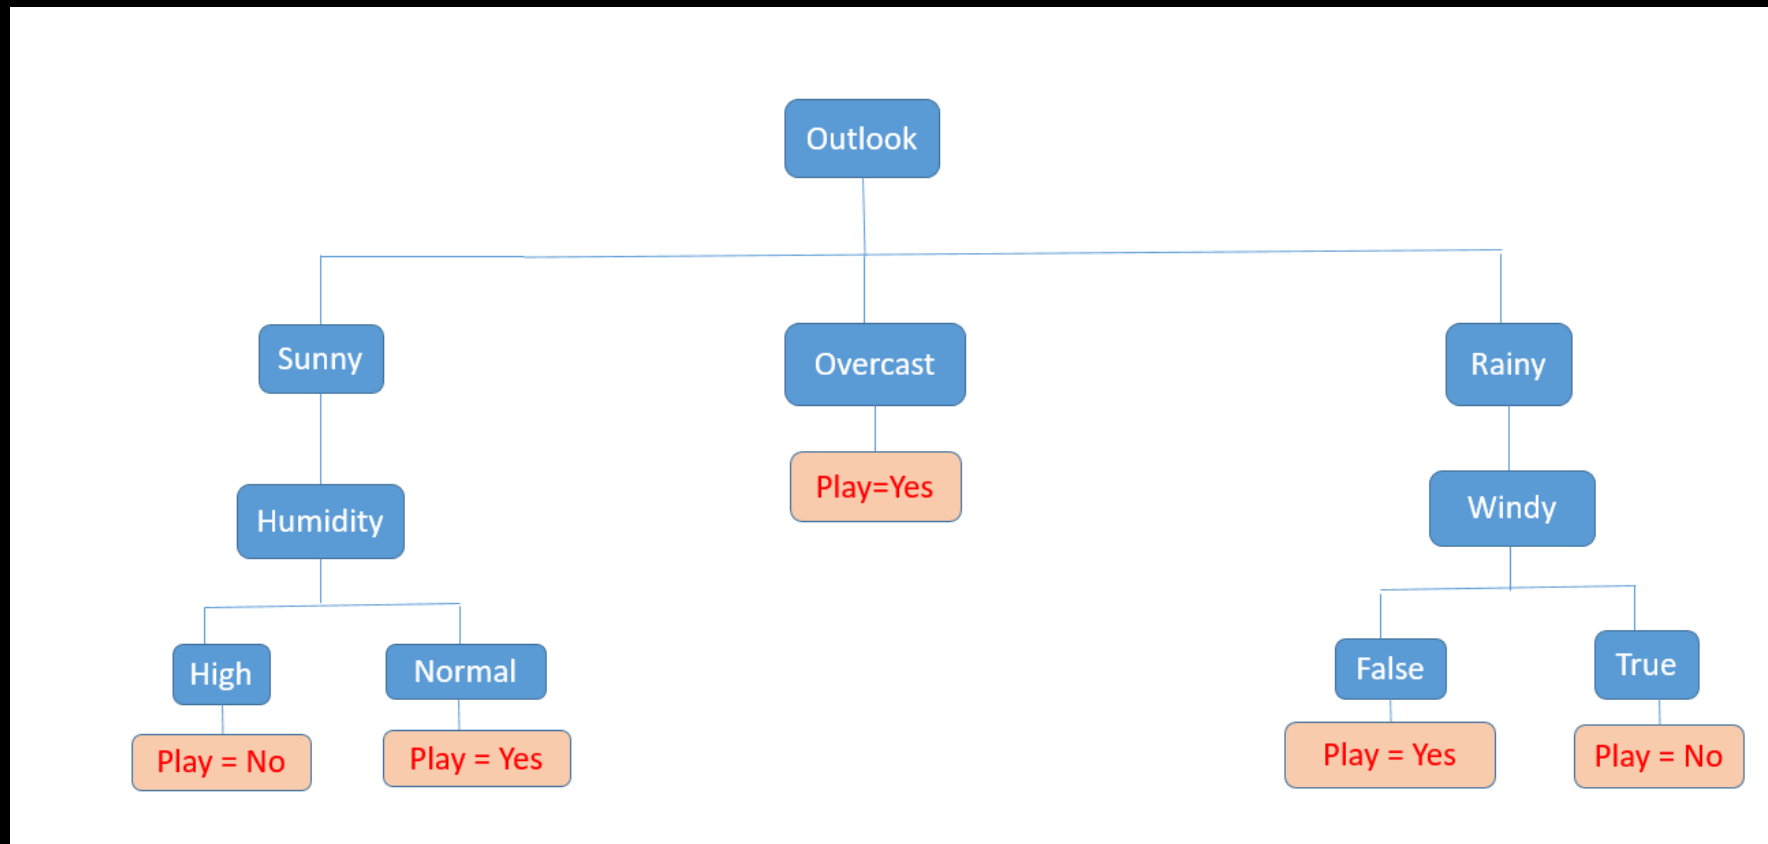 Outlook
Sunny
Overcast
Rainy
Play=Yes
Humidity
Windy
High
Normal
False
True
Play = No
Play = Yes
Play = Yes
Play = No